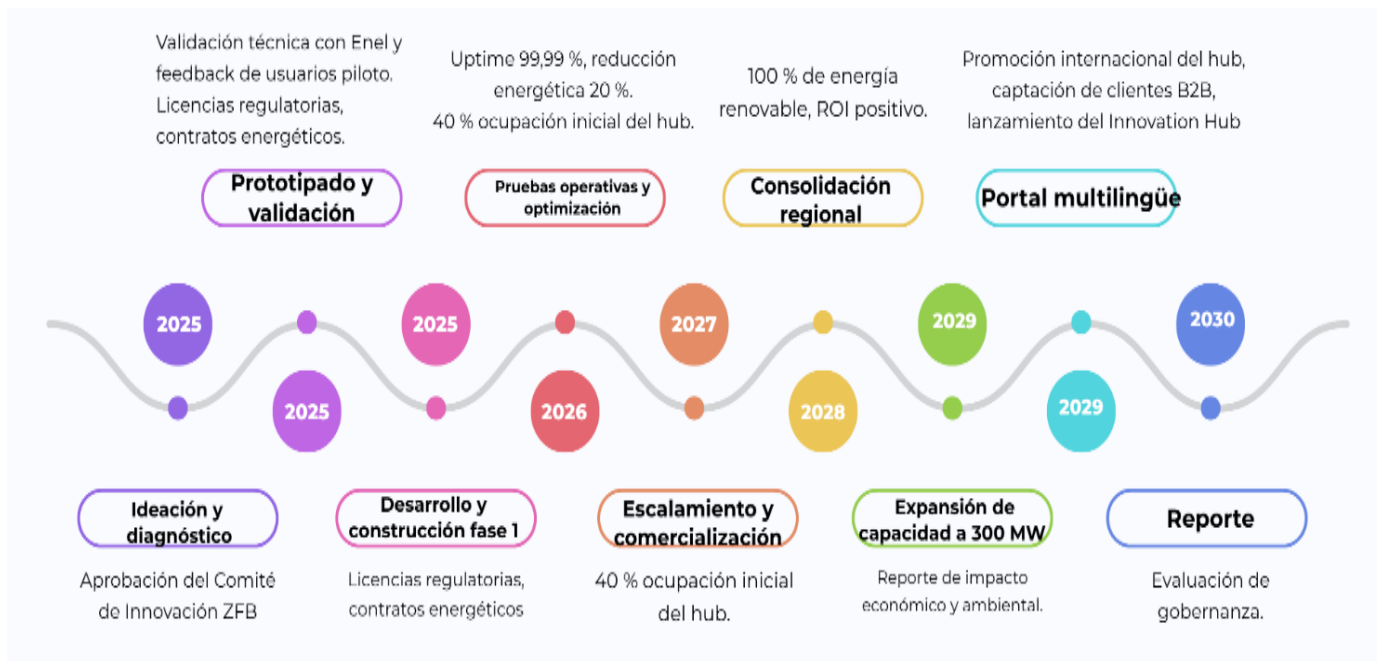 Validación técnica con Enel y
feedback de usuarios piloto.
Licencias regulatorias,
contratos energéticos.
Prototipado y
validación
Uptime 99,99 %, reducción
energética 20 %.
40 % ocupación inicial del hub.
Pruebas operativas y
optimización
100 % de energía
renovable, ROI positivo.
Consolidación
regional
Promoción internacional del hub,
captación de clientes B2B,
lanzamiento del Innovation Hub
Portal multilingüe
2025
2025
2025
2026
2027
2028
2029
2029
2030
Ideación y
diagnóstico
Aprobación del Comité
de Innovación ZFB
Desarrollo y
construcción fase 1
Licencias regulatorias,
contratos energéticos
Escalamiento y
comercialización
40 % ocupación inicial
del hub.
Expansión de
capacidad a 300 MW
Reporte de impacto
económico y ambiental.
Reporte
Evaluación de
gobernanza.